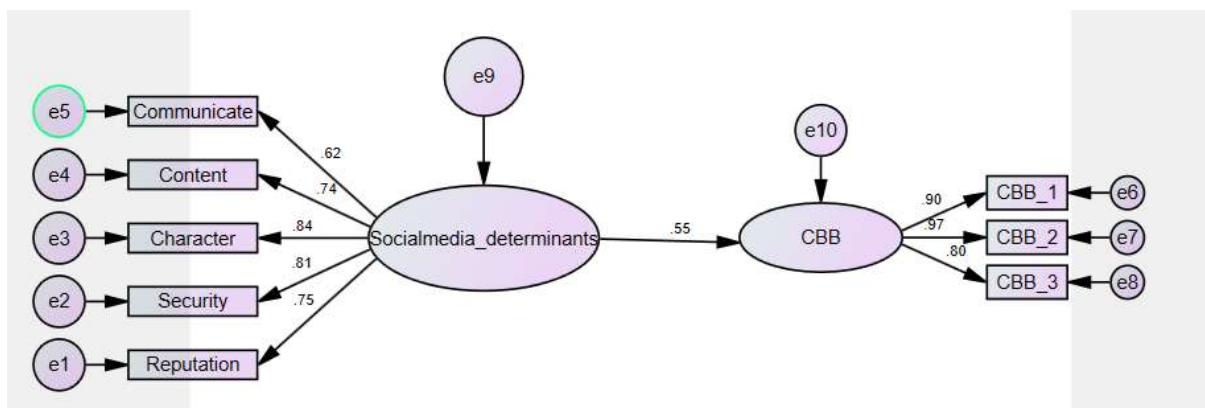 e9
e5
Communicate
e10
.62
e4
Content
.74
.90
CBB_1
e6
e3
Character
.84
Socialmedia_determinants
.55
CBB
.97
CBB_2
e7
.81
.80
e2
Security
CBB_3
e8
.75
e1
Reputation